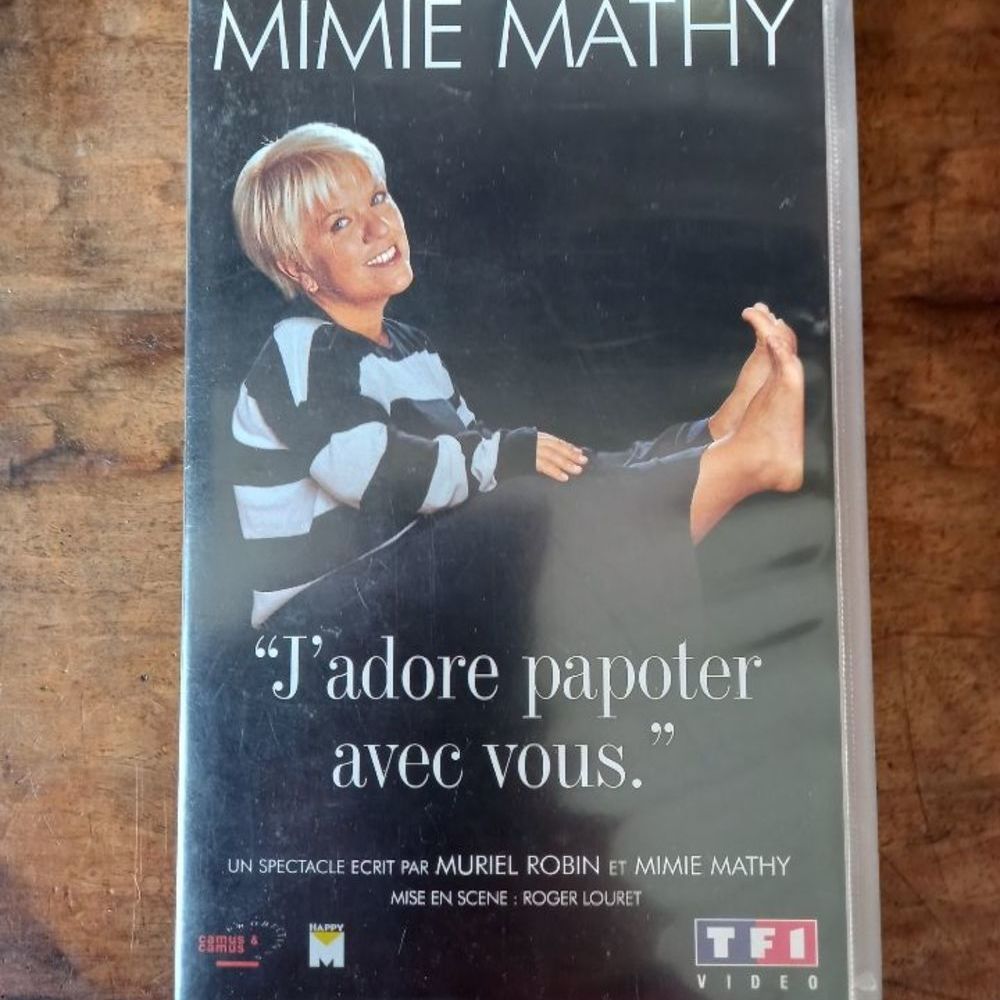 MIMIE MATHY
“J’adore papoter
avec vous.”
UN SPECTACLE ECRIT PAR MURIEL ROBIN ET MIMIE MATHY
MISE EN SCENE : ROGER LOURET
camus &
camus
HAPPY
M
TF1
VIDEO